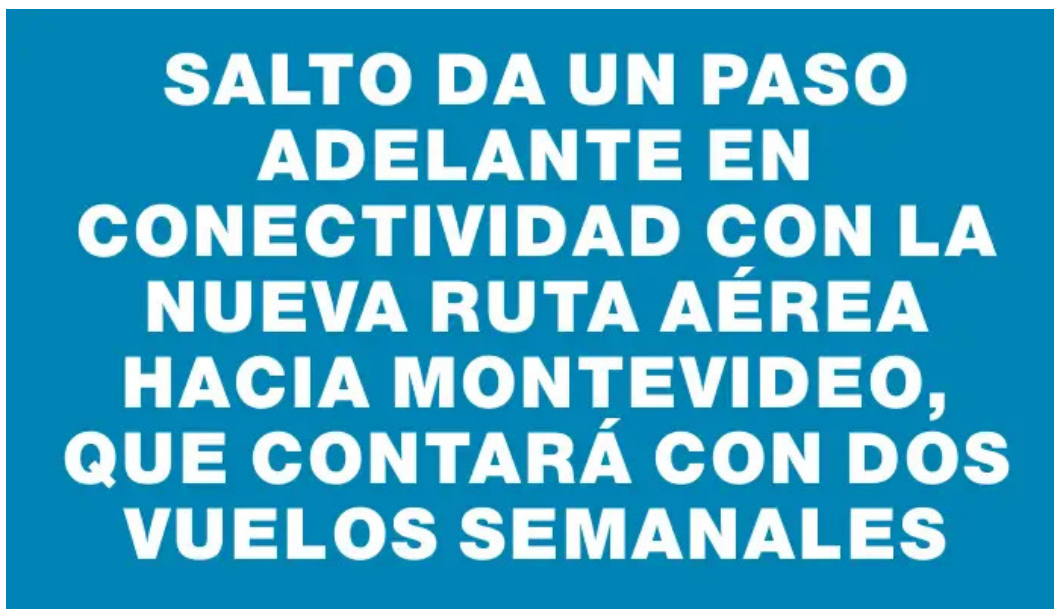 SALTO DA UN PASO
ADELANTE EN
CONECTIVIDAD CON LA
NUEVA RUTA AÉREA
HACIA MONTEVIDEO,
QUE CONTARÁ CON DOS
VUELOS SEMANALES